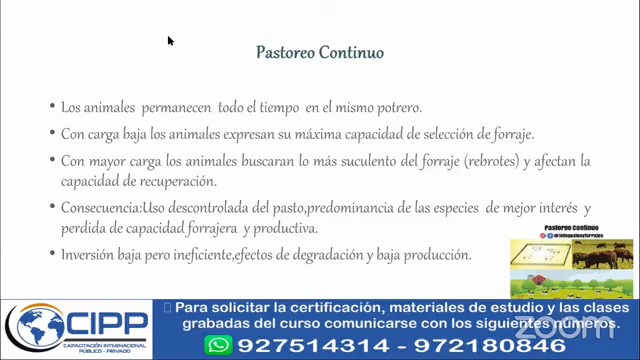 Pastoreo Continuo
• Los animales permanecen todo el tiempo en el mismo potrero.
• Con carga baja los animales expresan su máxima capacidad de selección de forraje.
• Con mayor carga los animales buscaran lo más suculento del forraje (rebrotes) y afectan la
capacidad de recuperación.
• Consecuencia:Uso descontrolada del pasto,predominancia de las especies de mejor interés y
perdida de capacidad forrajera y productiva.
• Inversión baja pero ineficiente,efectos de degradación y baja producción.
Pastoreo Continuo
@infopastosyforrajes
zoom
CIPP
CAPACITACIÓN INTERNACIONAL
PÚBLICO - PRIVADO
Para solicitar la certificación, materiales de estudio y las clases
grabadas del curso comunicarse con los siguientes números.
927514314 - 972180846